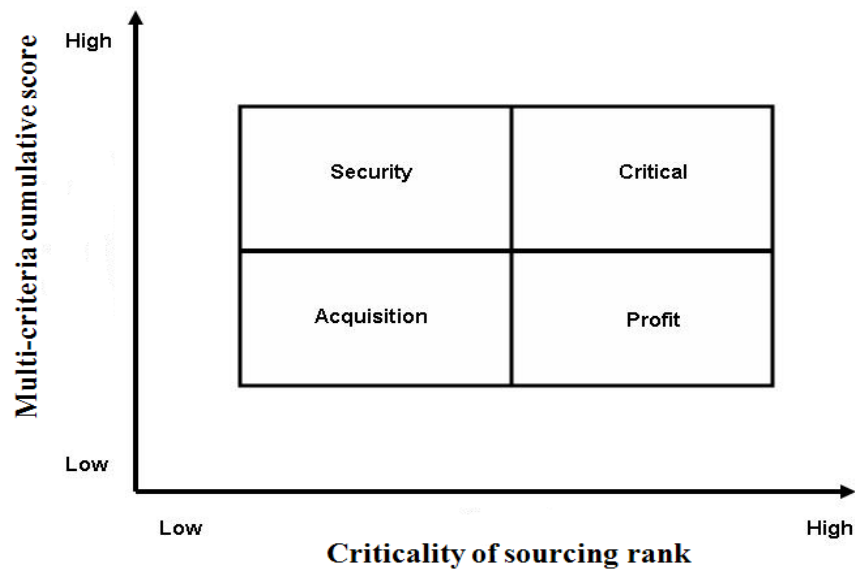 Multi-criteria cumulative score
High
Security
Critical
Acquisition
Profit
Low
Low
High
Criticality of sourcing rank